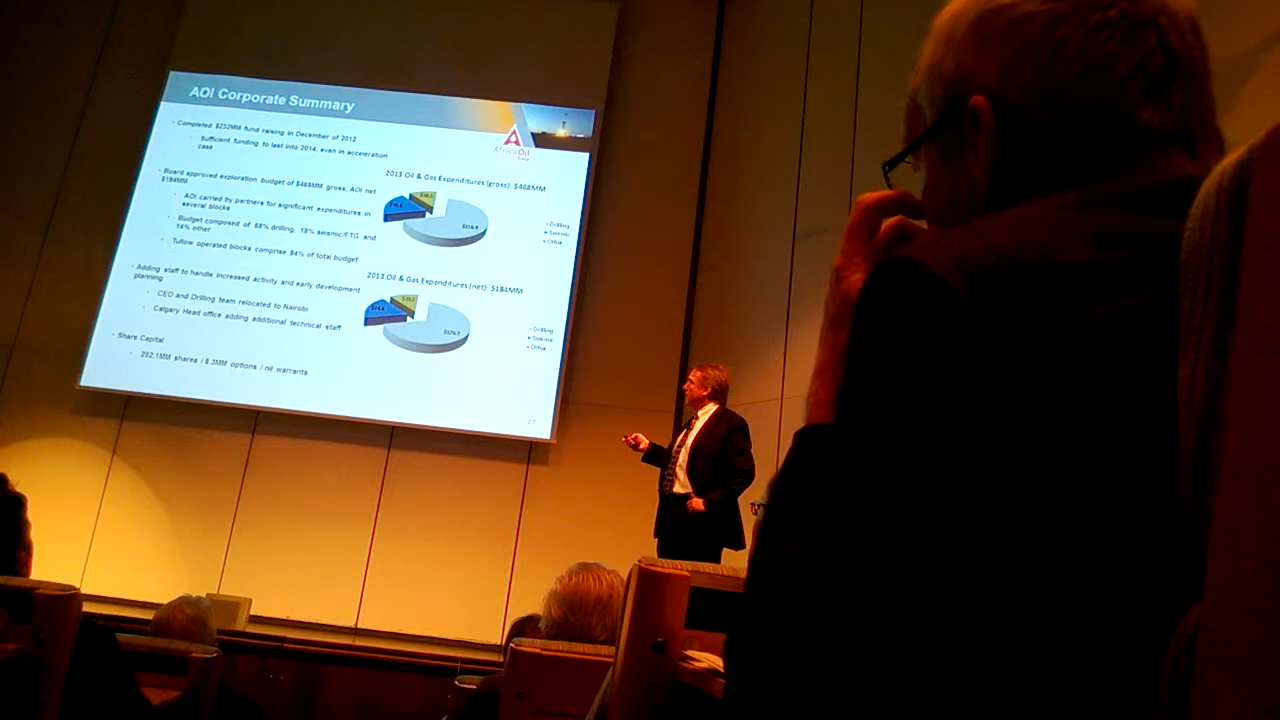 AOI Corporate Summary
Completed $232MM fund raising in December of 2012
Sufficient funding to last into 2014, even in acceleration
case
Board approved exploration budget of $468MM gross, AOI net
$184MM
AOI carried by partners for significant expenditures in
several blocks
Budget composed of 68% drilling, 18% seismic/FTG and
14% other
Tullow operated blocks comprise 84% of total budget
Adding staff to handle increased activity and early development
planning
CEO and Drilling team relocated to Nairobi
Calgary Head office adding additional technical staff
Share Capital
252.1MM shares / 8.3MM options / nil warrants
AfricaOil
Corp.
2013 Oil & Gas Expenditures (gross): $468MM
Drilling
Seismic
Other
2013 Oil & Gas Expenditures (net): $184MM
Drilling
Seismic
Other
27